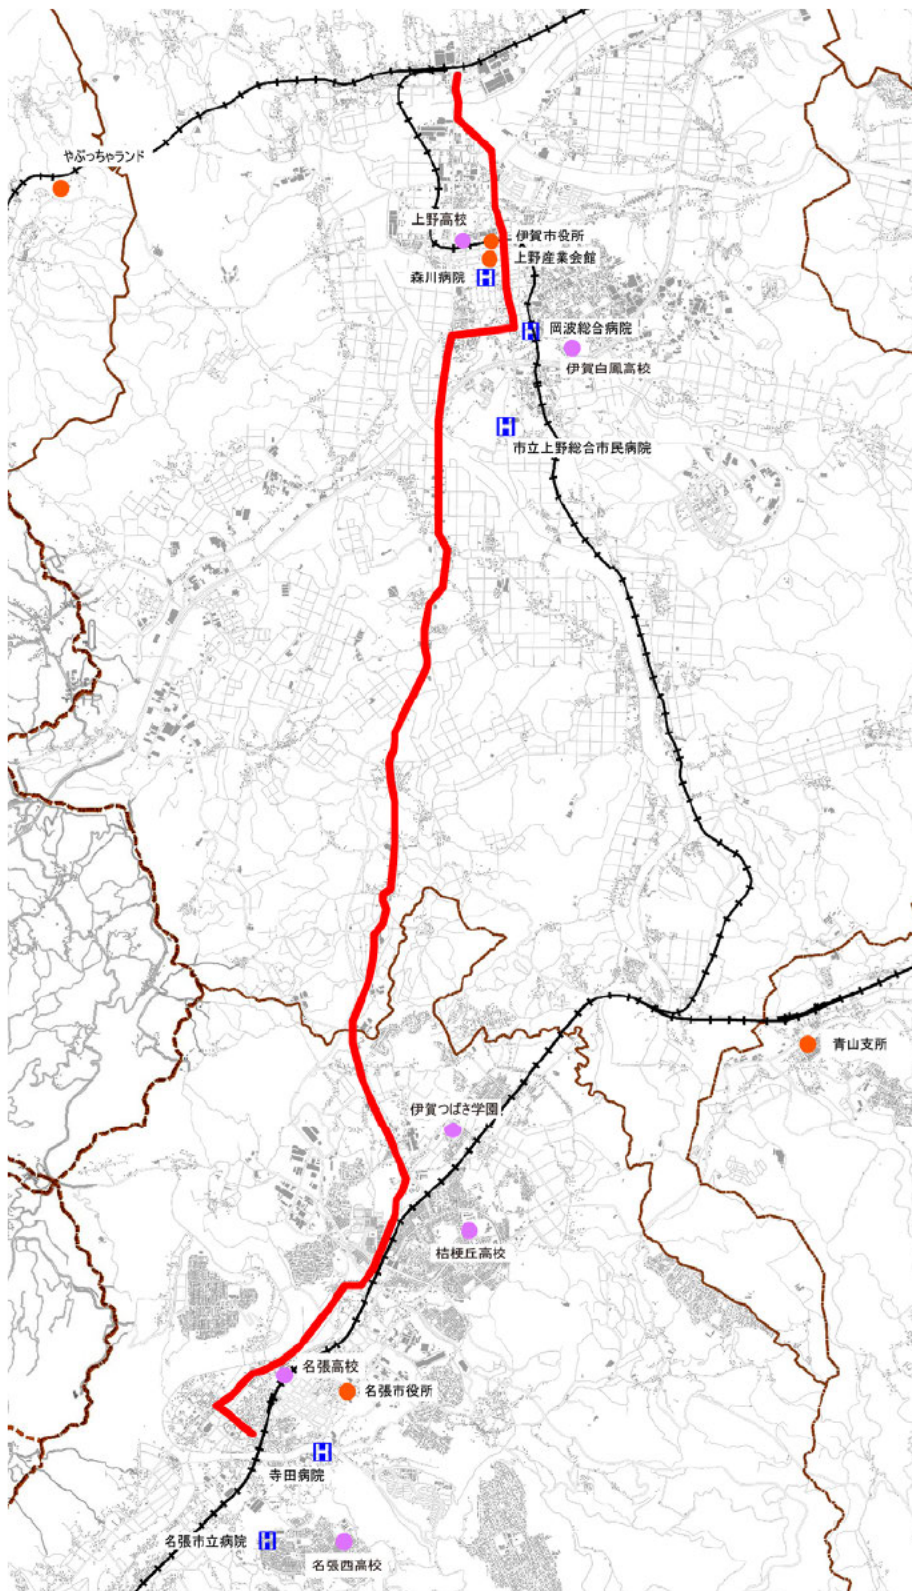 やぶっちゃランド
上野高校
伊賀市役所
上野産業会館
森川病院
H
岡波総合病院
H
伊賀白鳳高校
H
市立上野総合市民病院
青山支所
伊賀つばさ学園
桔梗丘高校
名張高校
名張市役所
H
寺田病院
名張市立病院
H
名張西高校